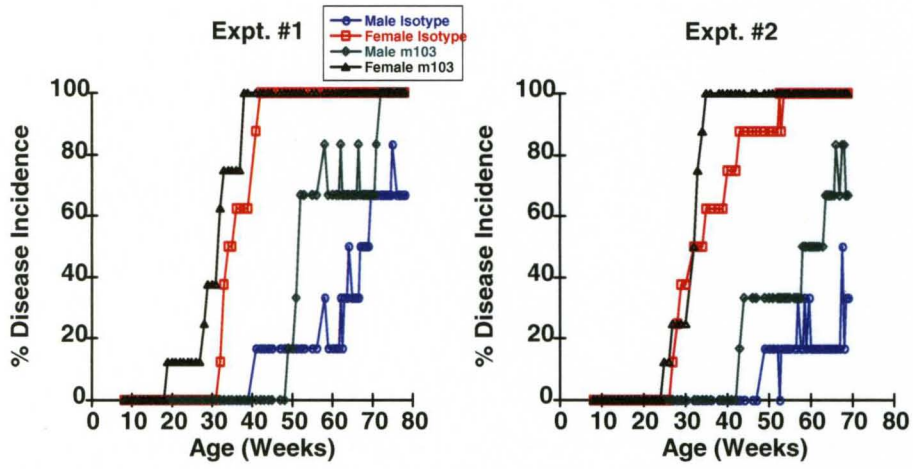 Expt. #1
Male Isotype
Female Isotype
Male m103
Female m103
Expt. #2
% Disease Incidence
100
80
60
40
20
0
0 10 20 30 40 50 60 70 80
Age (Weeks)
% Disease Incidence
100
80
60
40
20
0
0 10 20 30 40 50 60 70 80
Age (Weeks)